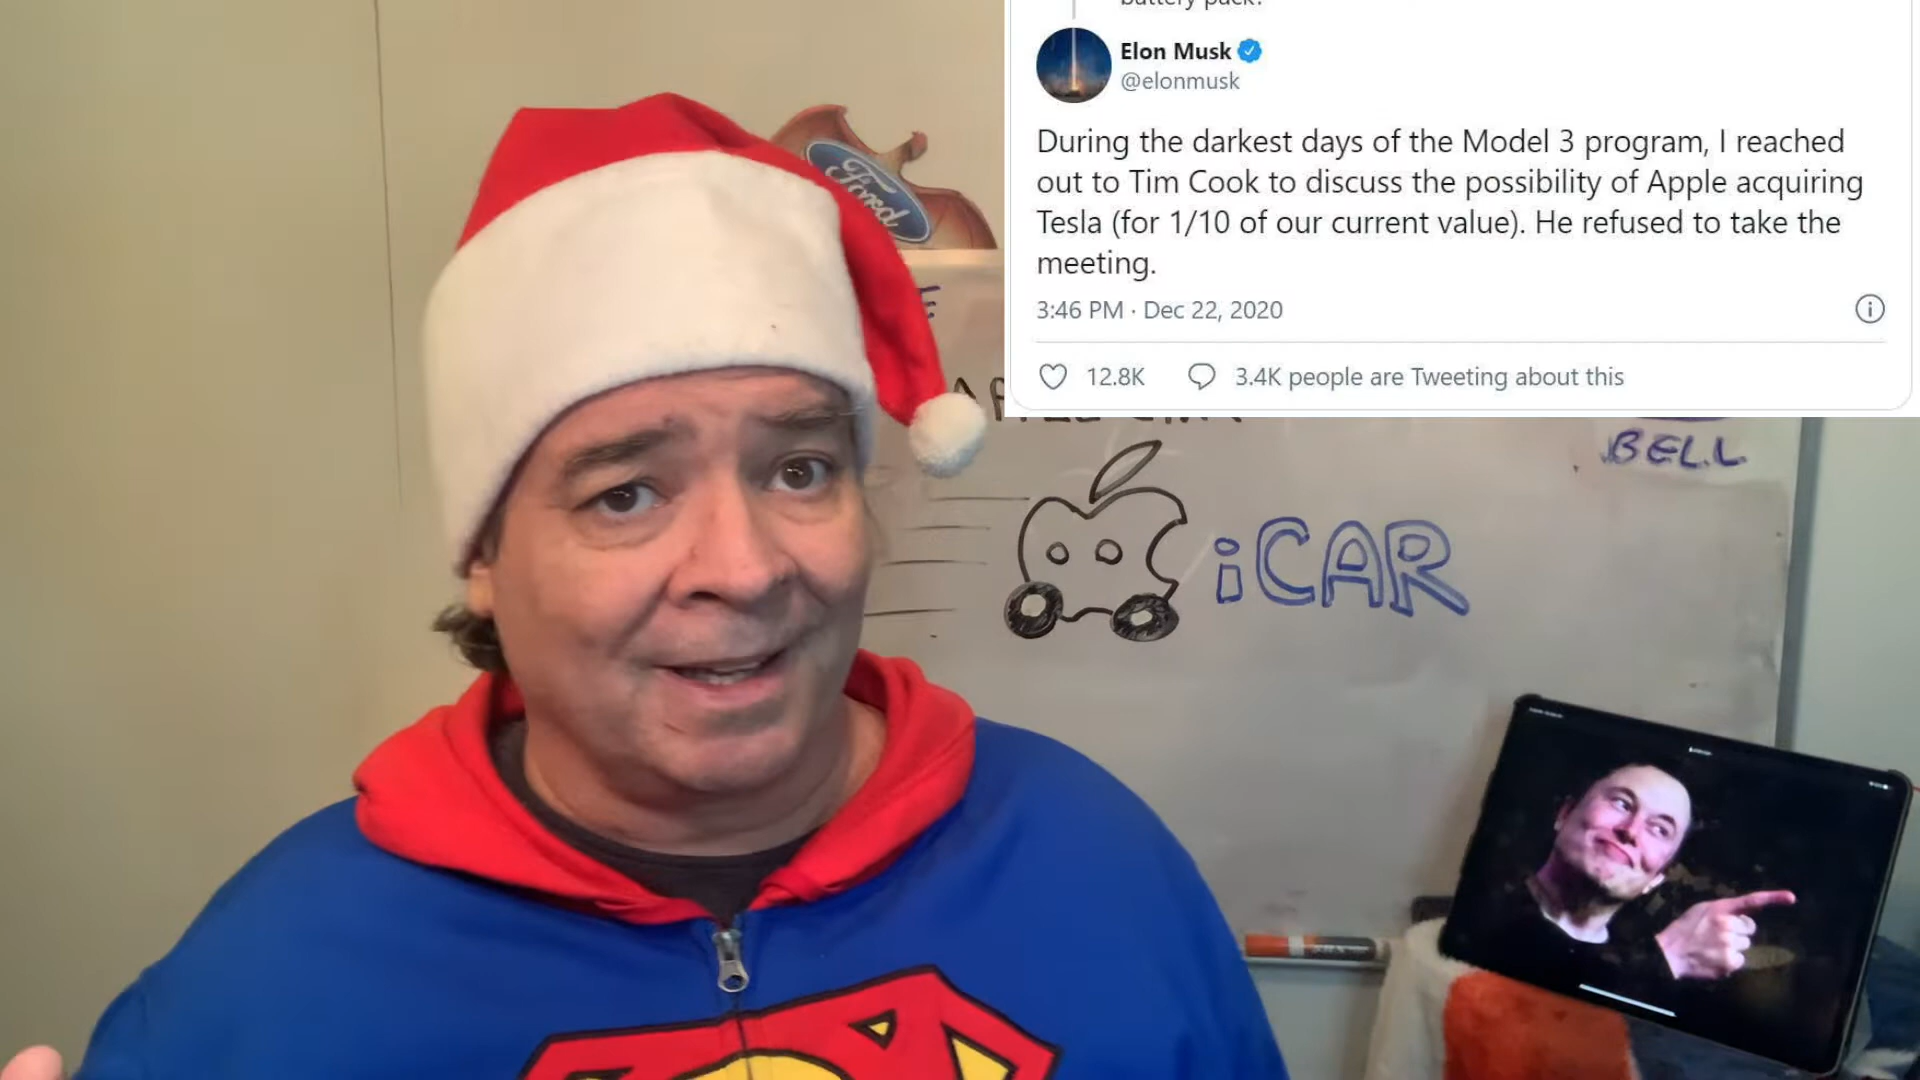 battery pack?
Elon Musk
@elonmusk
During the darkest days of the Model 3 program, I reached
out to Tim Cook to discuss the possibility of Apple acquiring
Tesla (for 1/10 of our current value). He refused to take the
meeting.
3:46 PM · Dec 22, 2020
12.8K 3.4K people are Tweeting about this
Ford
BELL
iCAR